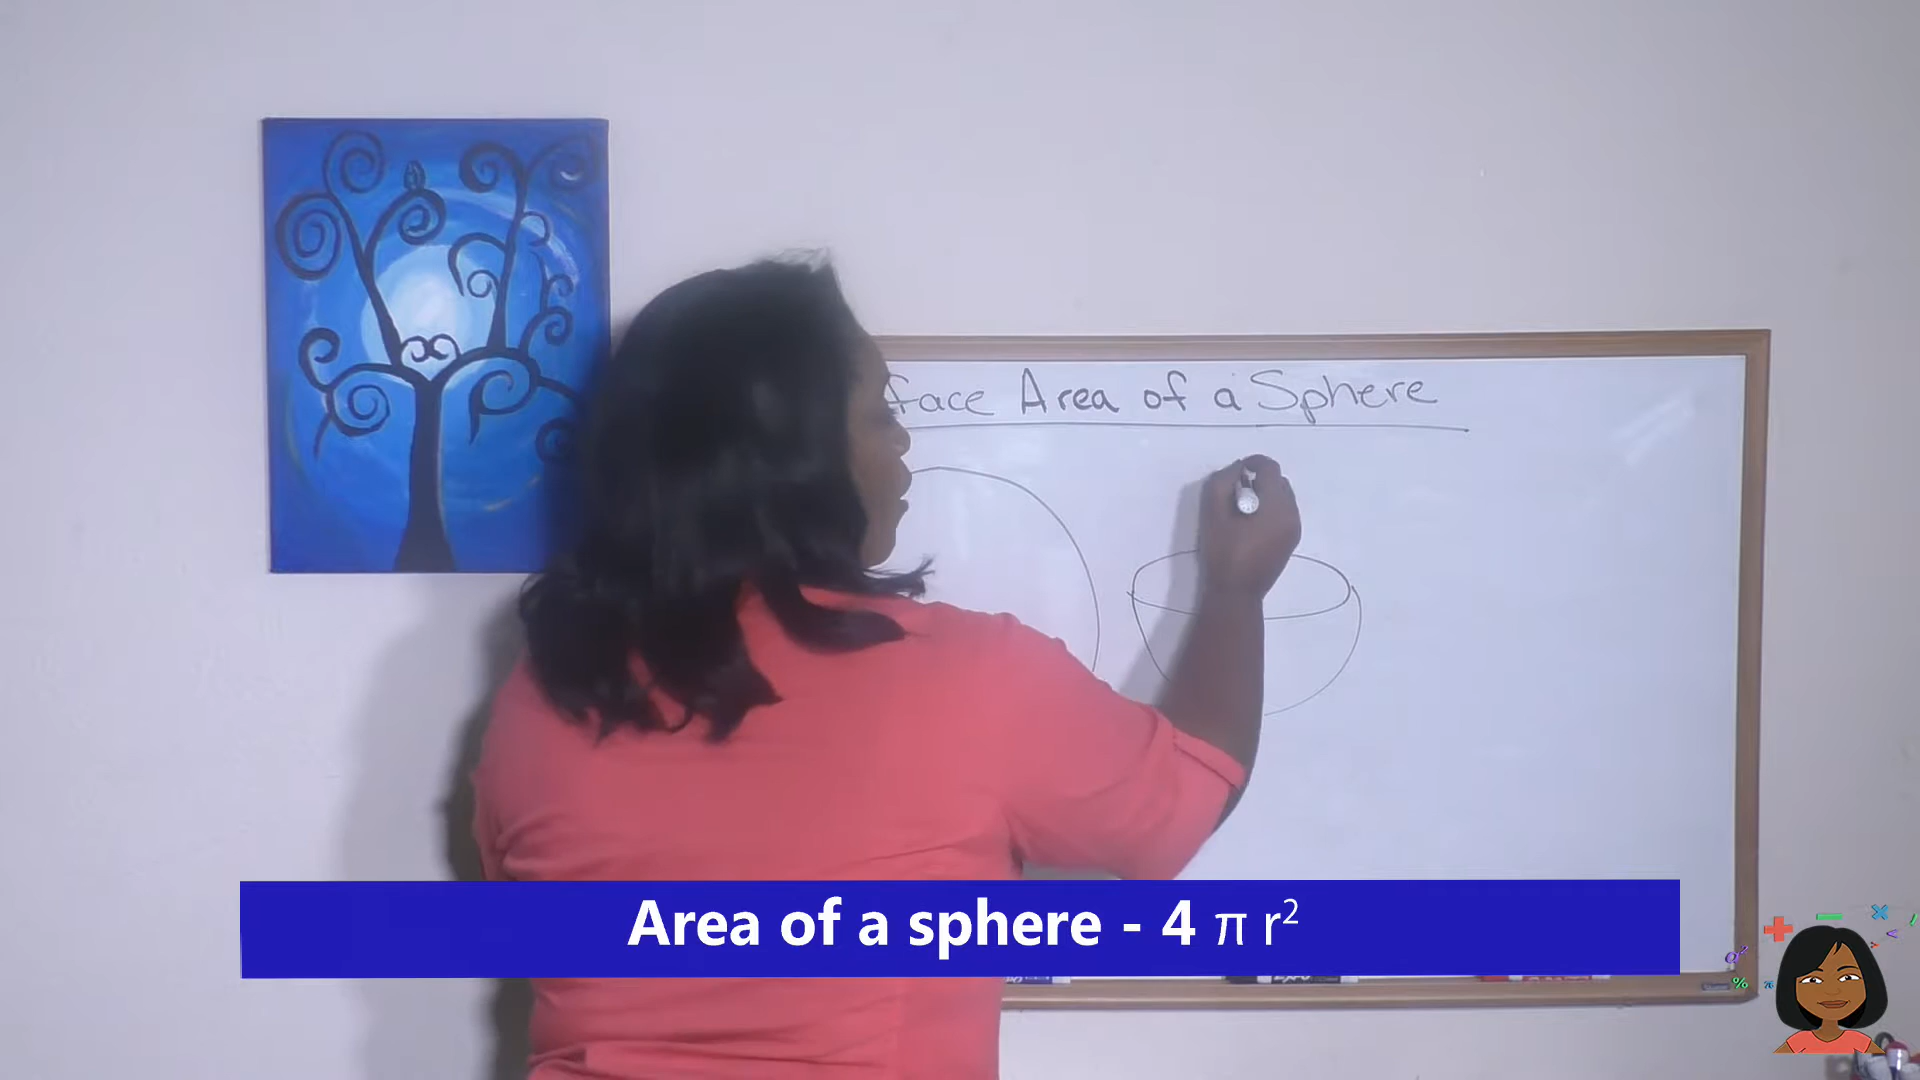 face Area of a Sphere
Area of a sphere - 4 π r²